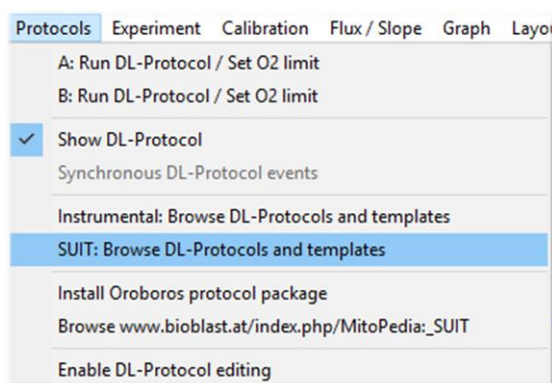 Protocols Experiment Calibration Flux / Slope Graph Layou
A: Run DL-Protocol / Set O2 limit
B: Run DL-Protocol / Set O2 limit
Show DL-Protocol
Synchronous DL-Protocol events
Instrumental: Browse DL-Protocols and templates
SUIT: Browse DL-Protocols and templates
Install Oroboros protocol package
Browse www.bioblast.at/index.php/MitoPedia:_SUIT
Enable DL-Protocol editing